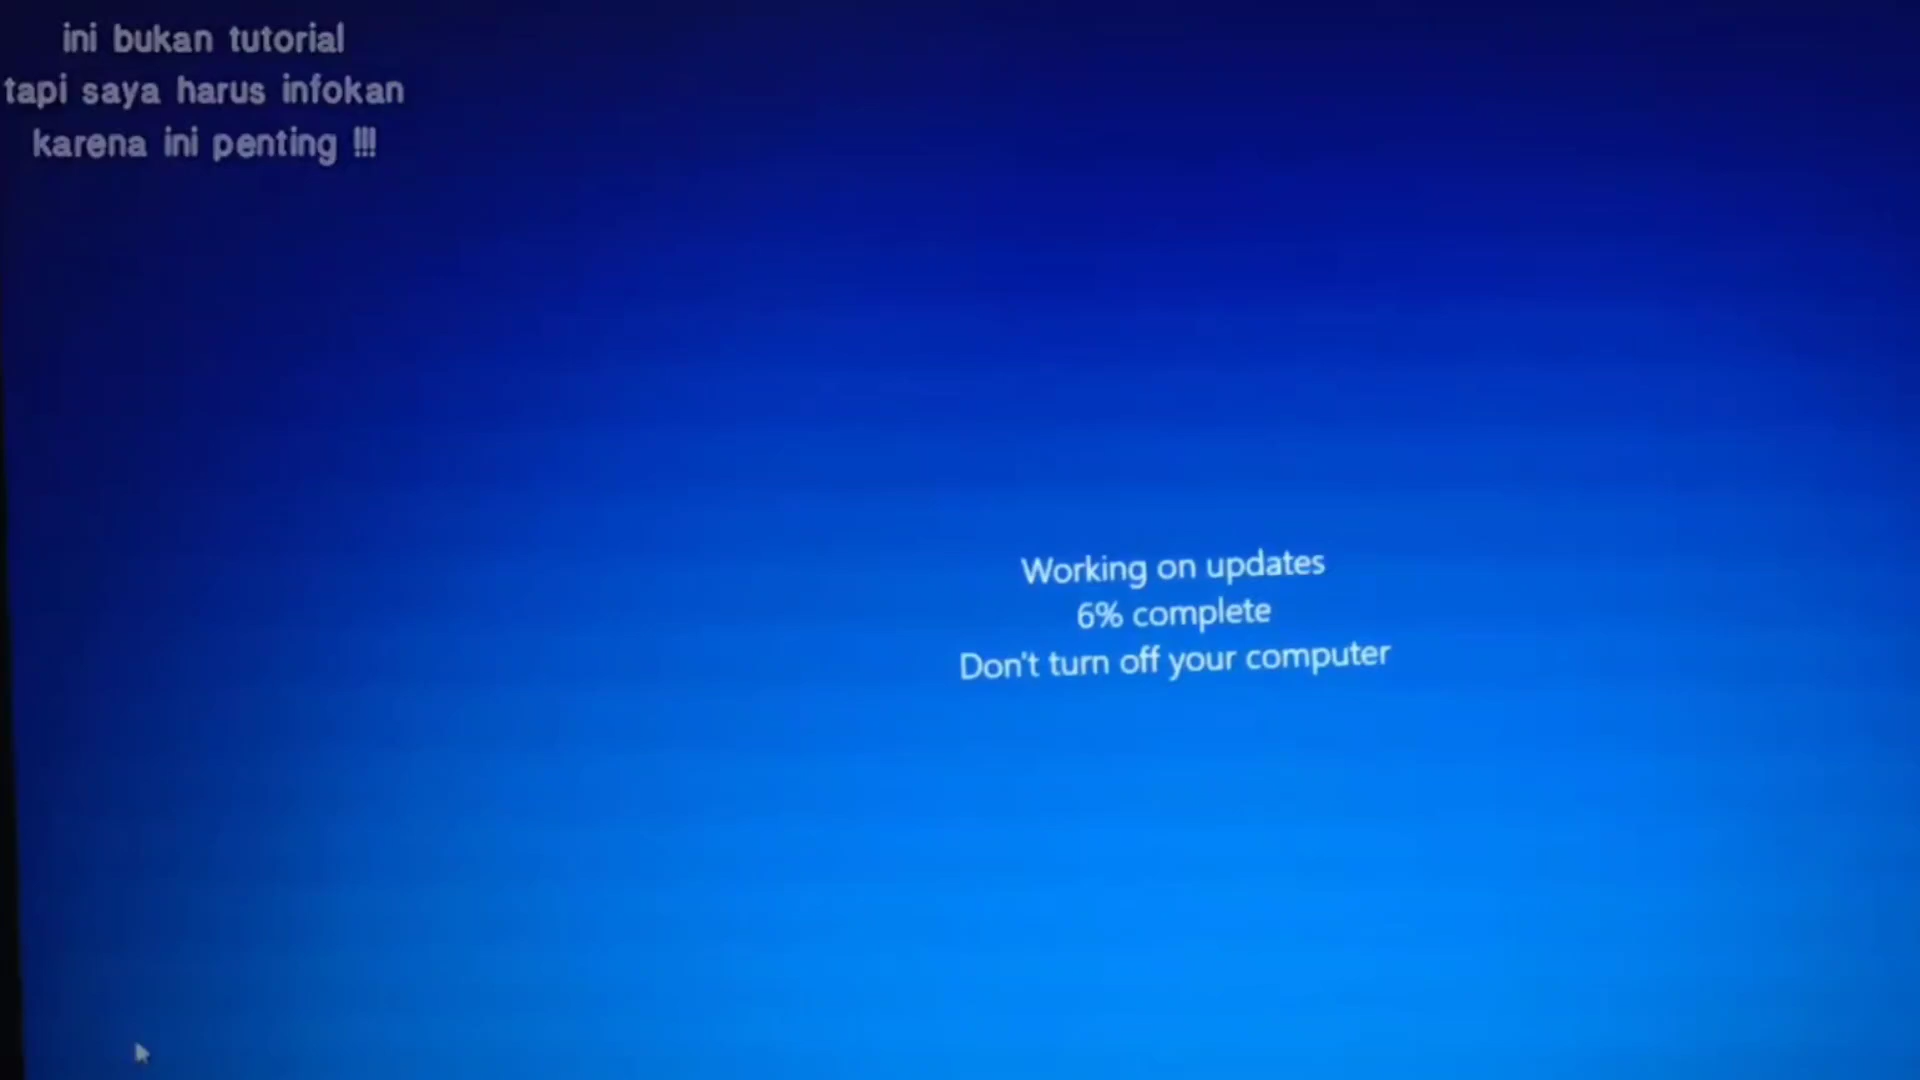 ini bukan tutorial
tapi saya harus infokan
karena ini penting !!!
Working on updates
6% complete
Don't turn off your computer